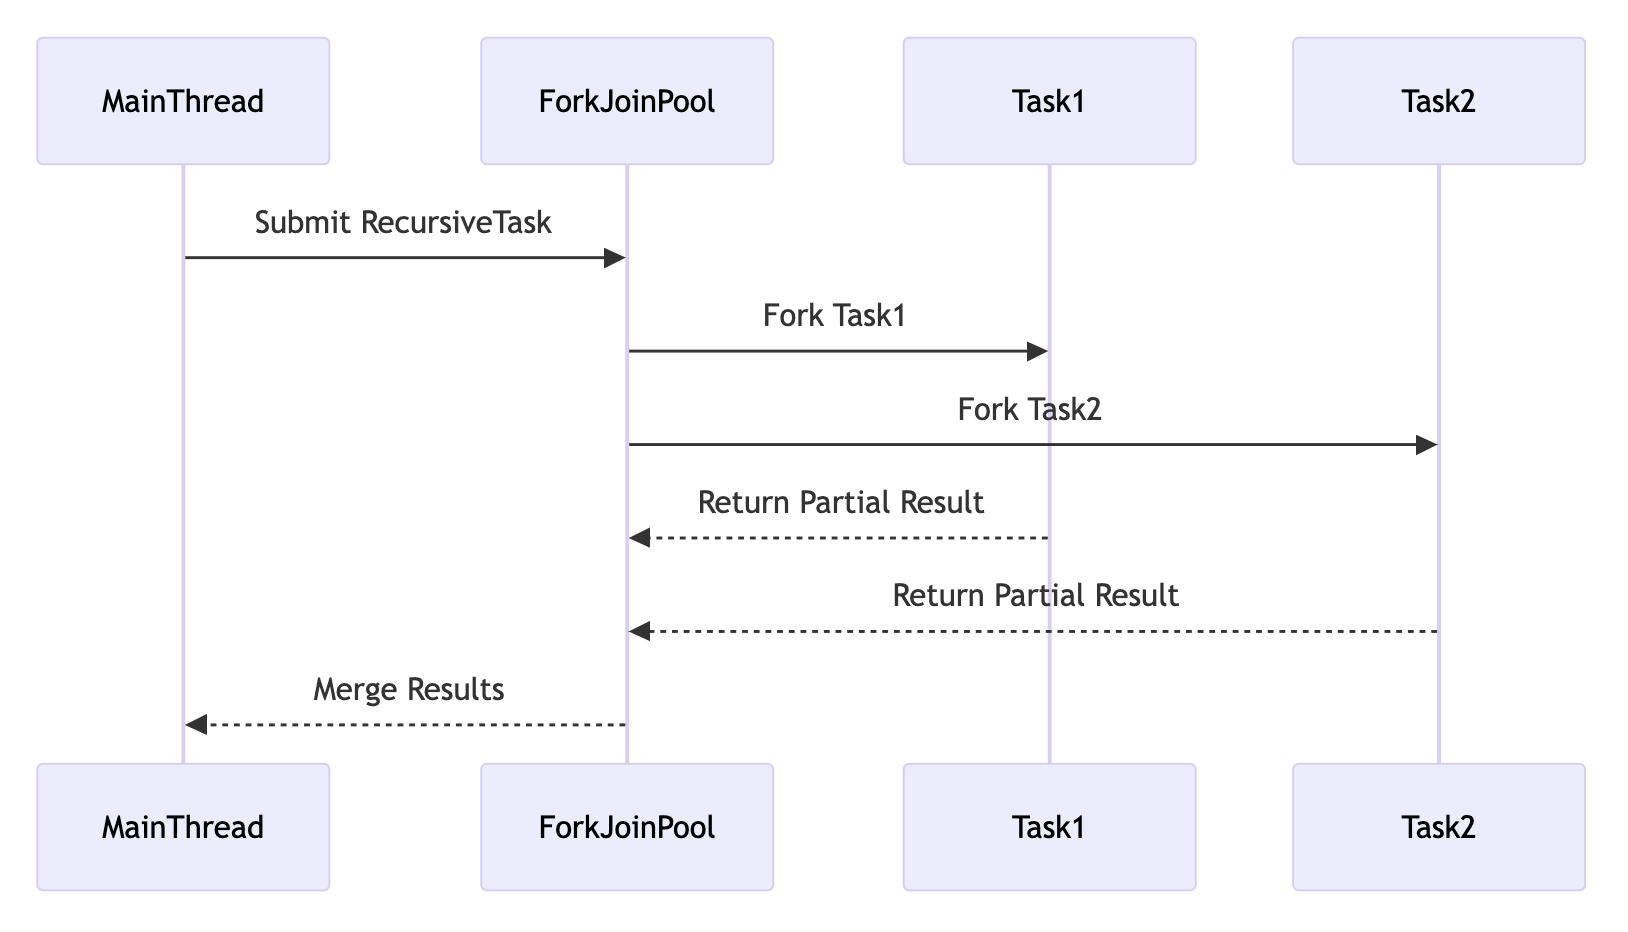 MainThread
ForkJoinPool
Task1
Task2
Submit RecursiveTask
Fork Task1
Fork Task2
Return Partial Result
Return Partial Result
Merge Results
MainThread
ForkJoinPool
Task1
Task2